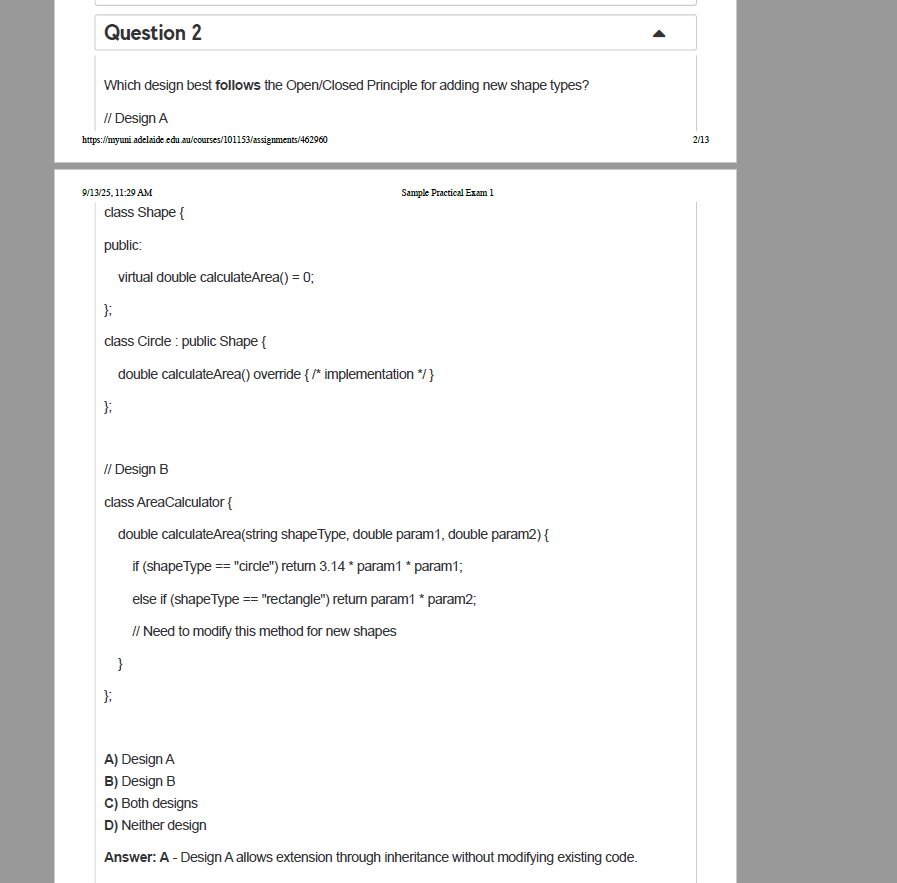 Question 2
Which design best follows the Open/Closed Principle for adding new shape types?
// Design A
https://myuni.adelaide.edu.au/courses/101153/assignments/462960 2/13
9/13/25, 11:29 AM Sample Practical Exam 1
class Shape {
public:
virtual double calculateArea() = 0;
};
class Circle : public Shape {
double calculateArea() override { /* implementation */ }
};
// Design B
class AreaCalculator {
double calculateArea(string shapeType, double param1, double param2) {
if (shapeType == "circle") return 3.14 * param1 * param1;
else if (shapeType == "rectangle") return param1 * param2;
// Need to modify this method for new shapes
}
};
A) Design A
B) Design B
C) Both designs
D) Neither design
Answer: A - Design A allows extension through inheritance without modifying existing code.